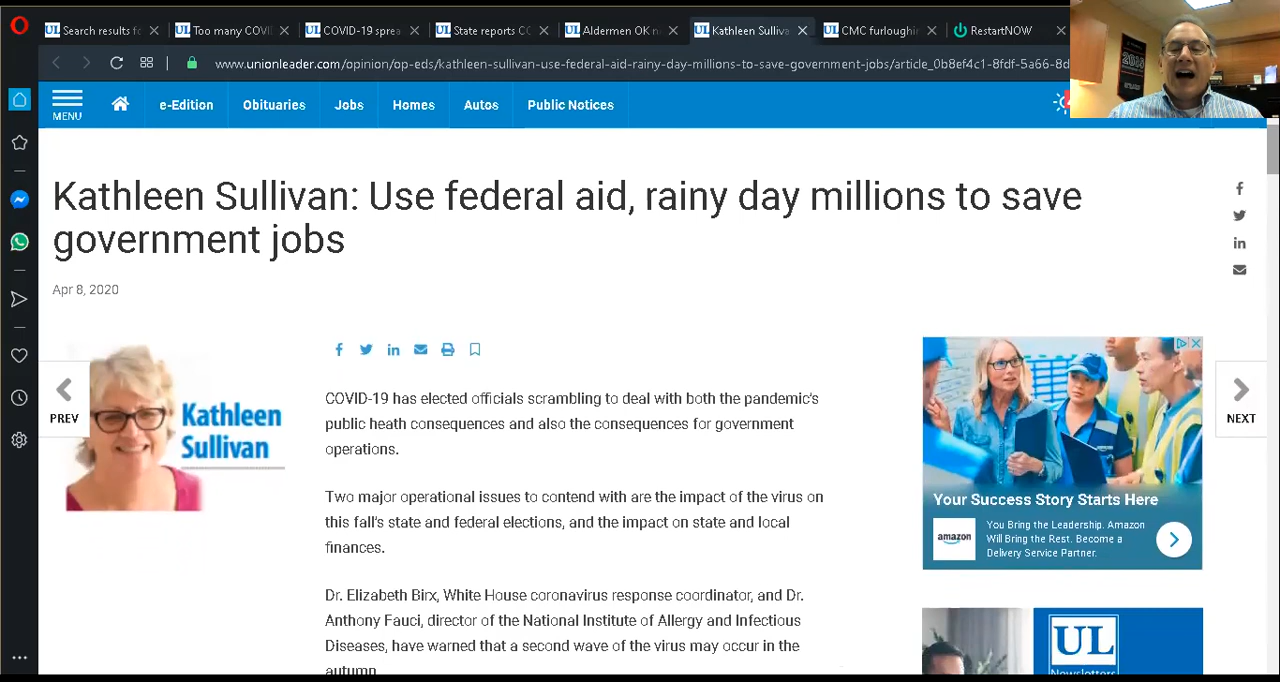 Search results fo
Too many COVI
COVID-19 sprea
State reports CO
Aldermen OK n
Kathleen Sulliva
CMC furloughin
RestartNOW
www.unionleader.com/opinion/op-eds/kathleen-sullivan-use-federal-aid-rainy-day-millions-to-save-government-jobs/article_0b8ef4c1-8fdf-5a66-8d
MENU
e-Edition
Obituaries
Jobs
Homes
Autos
Public Notices
Kathleen Sullivan: Use federal aid, rainy day millions to save
government jobs
Apr 8, 2020
PREV
Kathleen
Sullivan
COVID-19 has elected officials scrambling to deal with both the pandemic's
public heath consequences and also the consequences for government
operations.
Two major operational issues to contend with are the impact of the virus on
this fall's state and federal elections, and the impact on state and local
finances.
Dr. Elizabeth Birx, White House coronavirus response coordinator, and Dr.
Anthony Fauci, director of the National Institute of Allergy and Infectious
Diseases, have warned that a second wave of the virus may occur in the
autumn
NEXT
Your Success Story Starts Here
amazon
You Bring the Leadership. Amazon
Will Bring the Rest. Become a
Delivery Service Partner.
UL
Newsletters